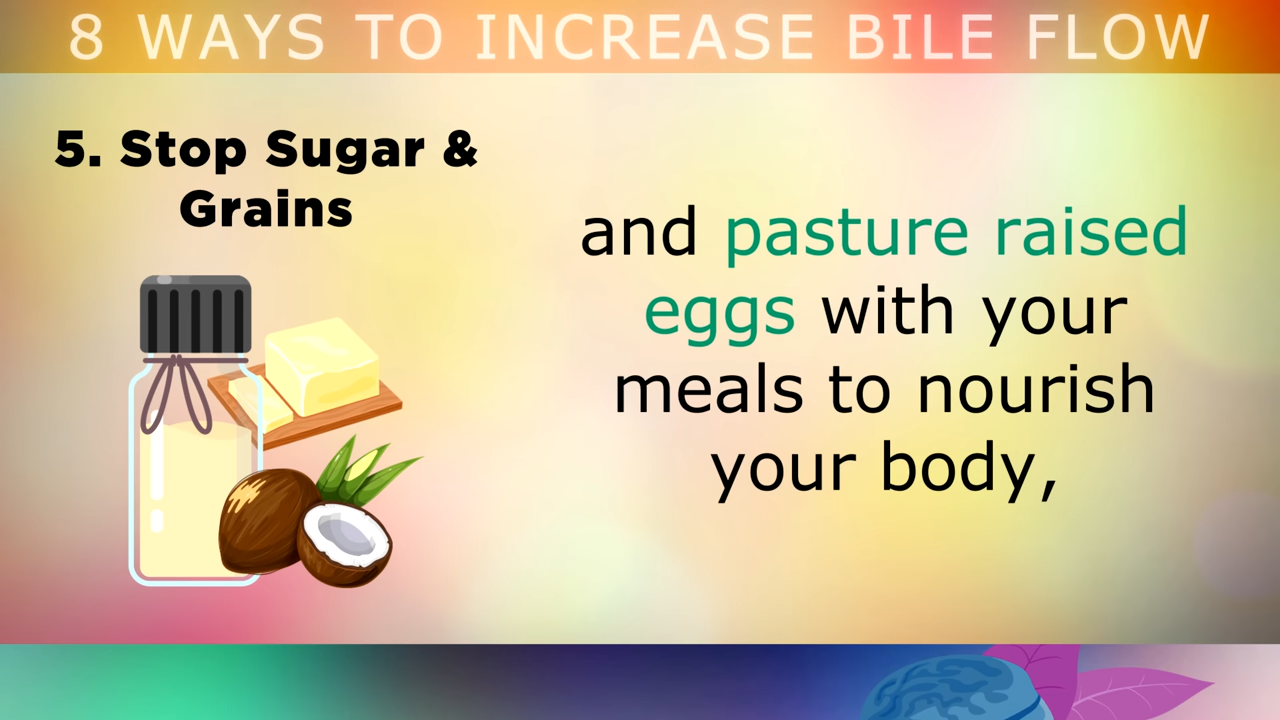 8 WAYS TO INCREASE BILE FLOW
5. Stop Sugar &
Grains
and pasture raised
eggs with your
meals to nourish
your body,